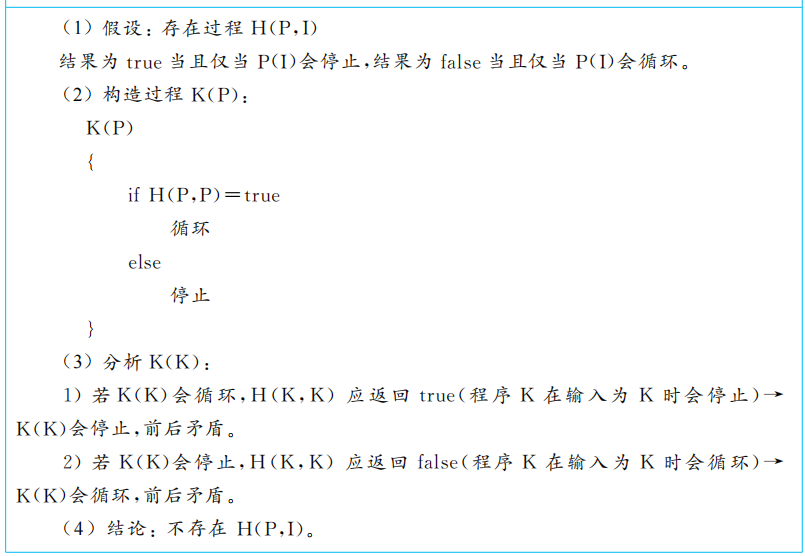 (1) 假设：存在过程 H(P,I)
结果为 true 当且仅当 P(I)会停止,结果为 false 当且仅当 P(I)会循环。
(2) 构造过程 K(P)：
K(P)
{
if H(P,P)=true
循环
else
停止
}
(3) 分析 K(K)：
1) 若 K(K)会循环,H(K,K) 应返回 true(程序 K 在输入为 K 时会停止)→
K(K)会停止,前后矛盾。
2) 若 K(K)会停止,H(K,K) 应返回 false(程序 K 在输入为 K 时会循环)→
K(K)会循环,前后矛盾。
(4) 结论：不存在 H(P,I)。